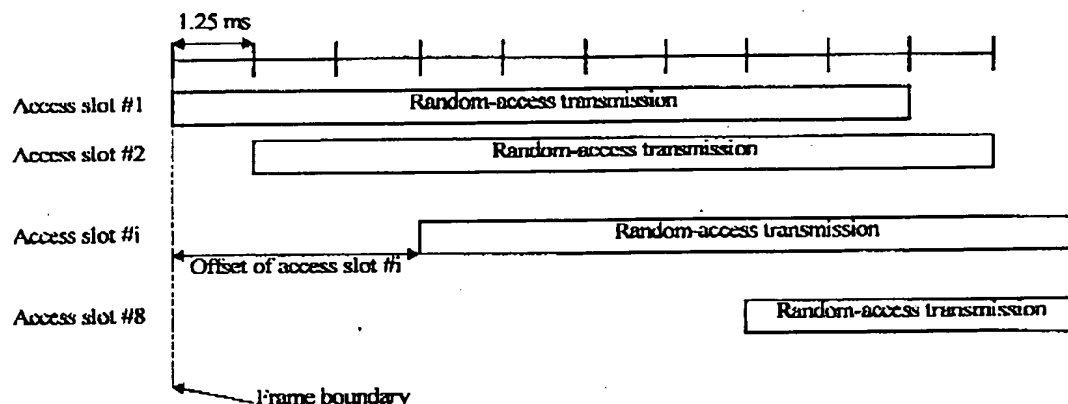 1.25 ms
Access slot #1
Random-access transmission
Access slot #2
Random-access transmission
Access slot #i
Random-access transmission
Offset of access slot #i
Access slot #8
Random-access transmission
Frame boundary